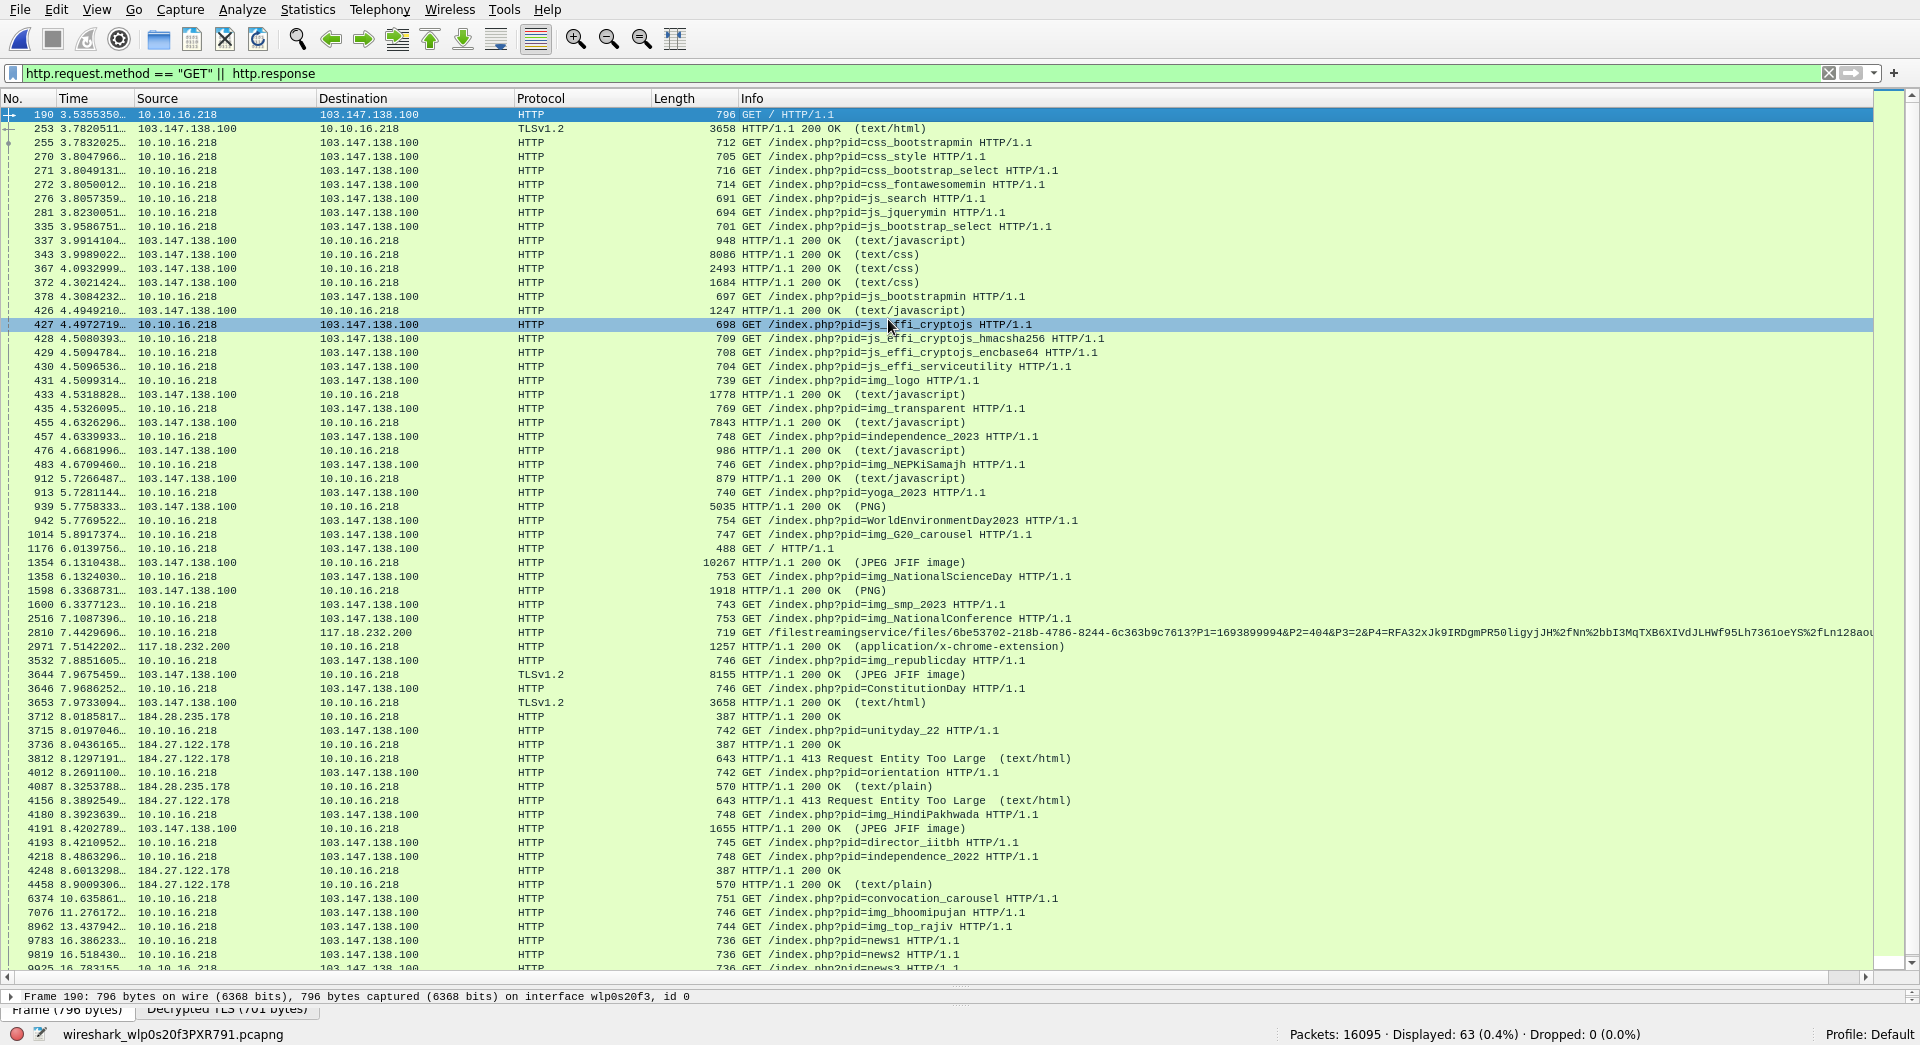 File Edit View Go Capture Analyze Statistics Telephony Wireless Tools Help
http.request.method == "GET" || http.response
No. Time Source Destination Protocol Length Info
190 3.5355350… 10.10.16.218 103.147.138.100 HTTP 796 GET / HTTP/1.1
253 3.7820511… 103.147.138.100 10.10.16.218 TLSv1.2 3658 HTTP/1.1 200 OK (text/html)
255 3.7832025… 10.10.16.218 103.147.138.100 HTTP 712 GET /index.php?pid=css_bootstrapmin HTTP/1.1
270 3.8047966… 10.10.16.218 103.147.138.100 HTTP 705 GET /index.php?pid=css_style HTTP/1.1
271 3.8049131… 10.10.16.218 103.147.138.100 HTTP 716 GET /index.php?pid=css_bootstrap_select HTTP/1.1
272 3.8050012… 10.10.16.218 103.147.138.100 HTTP 714 GET /index.php?pid=css_fontawesomemin HTTP/1.1
276 3.8057359… 10.10.16.218 103.147.138.100 HTTP 691 GET /index.php?pid=js_search HTTP/1.1
281 3.8230051… 10.10.16.218 103.147.138.100 HTTP 694 GET /index.php?pid=js_jquerymin HTTP/1.1
335 3.9586751… 10.10.16.218 103.147.138.100 HTTP 701 GET /index.php?pid=js_bootstrap_select HTTP/1.1
337 3.9914104… 103.147.138.100 10.10.16.218 HTTP 948 HTTP/1.1 200 OK (text/javascript)
343 3.9989022… 103.147.138.100 10.10.16.218 HTTP 8086 HTTP/1.1 200 OK (text/css)
367 4.0932999… 103.147.138.100 10.10.16.218 HTTP 2493 HTTP/1.1 200 OK (text/css)
372 4.3021424… 103.147.138.100 10.10.16.218 HTTP 1684 HTTP/1.1 200 OK (text/css)
378 4.3084232… 10.10.16.218 103.147.138.100 HTTP 697 GET /index.php?pid=js_bootstrapmin HTTP/1.1
426 4.4949210… 103.147.138.100 10.10.16.218 HTTP 1247 HTTP/1.1 200 OK (text/javascript)
427 4.4972719… 10.10.16.218 103.147.138.100 HTTP 698 GET /index.php?pid=js_effi_cryptojs HTTP/1.1
428 4.5080393… 10.10.16.218 103.147.138.100 HTTP 709 GET /index.php?pid=js_effi_cryptojs_hmacsha256 HTTP/1.1
429 4.5094784… 10.10.16.218 103.147.138.100 HTTP 708 GET /index.php?pid=js_effi_cryptojs_encbase64 HTTP/1.1
430 4.5096536… 10.10.16.218 103.147.138.100 HTTP 704 GET /index.php?pid=js_effi_serviceutility HTTP/1.1
431 4.5099314… 10.10.16.218 103.147.138.100 HTTP 739 GET /index.php?pid=img_logo HTTP/1.1
433 4.5318828… 103.147.138.100 10.10.16.218 HTTP 1778 HTTP/1.1 200 OK (text/javascript)
435 4.5326095… 10.10.16.218 103.147.138.100 HTTP 769 GET /index.php?pid=img_transparent HTTP/1.1
455 4.6326296… 103.147.138.100 10.10.16.218 HTTP 7843 HTTP/1.1 200 OK (text/javascript)
457 4.6339933… 10.10.16.218 103.147.138.100 HTTP 748 GET /index.php?pid=independence_2023 HTTP/1.1
476 4.6681996… 103.147.138.100 10.10.16.218 HTTP 986 HTTP/1.1 200 OK (text/javascript)
483 4.6709460… 10.10.16.218 103.147.138.100 HTTP 746 GET /index.php?pid=img_NEPKiSamajh HTTP/1.1
912 5.7266487… 103.147.138.100 10.10.16.218 HTTP 879 HTTP/1.1 200 OK (text/javascript)
913 5.7281144… 10.10.16.218 103.147.138.100 HTTP 740 GET /index.php?pid=yoga_2023 HTTP/1.1
939 5.7758333… 103.147.138.100 10.10.16.218 HTTP 5035 HTTP/1.1 200 OK (PNG)
942 5.7769522… 10.10.16.218 103.147.138.100 HTTP 754 GET /index.php?pid=WorldEnvironmentDay2023 HTTP/1.1
1014 5.8917374… 10.10.16.218 103.147.138.100 HTTP 747 GET /index.php?pid=img_G20_carousel HTTP/1.1
1176 6.0139756… 10.10.16.218 103.147.138.100 HTTP 488 GET / HTTP/1.1
1354 6.1310438… 103.147.138.100 10.10.16.218 HTTP 10267 HTTP/1.1 200 OK (JPEG JFIF image)
1358 6.1324030… 10.10.16.218 103.147.138.100 HTTP 753 GET /index.php?pid=img_NationalScienceDay HTTP/1.1
1598 6.3368731… 103.147.138.100 10.10.16.218 HTTP 1918 HTTP/1.1 200 OK (PNG)
1600 6.3377123… 10.10.16.218 103.147.138.100 HTTP 743 GET /index.php?pid=img_smp_2023 HTTP/1.1
2516 7.1087396… 10.10.16.218 103.147.138.100 HTTP 753 GET /index.php?pid=img_NationalConference HTTP/1.1
2810 7.4429696… 10.10.16.218 117.18.232.200 HTTP 719 GET /filestreamingservice/files/6be53702-218b-4786-8244-6c363b9c7613?P1=1693899994&P2=404&P3=2&P4=RFA32xJk9IRDgmPR50ligyjJH%2fNn%2bbI3MqTXB6XIVdJLHWf95Lh7361oeYS%2fLn128aou
2971 7.5142202… 117.18.232.200 10.10.16.218 HTTP 1257 HTTP/1.1 200 OK (application/x-chrome-extension)
3532 7.8851605… 10.10.16.218 103.147.138.100 HTTP 746 GET /index.php?pid=img_republicday HTTP/1.1
3644 7.9675459… 103.147.138.100 10.10.16.218 TLSv1.2 8155 HTTP/1.1 200 OK (JPEG JFIF image)
3646 7.9686252… 10.10.16.218 103.147.138.100 HTTP 746 GET /index.php?pid=ConstitutionDay HTTP/1.1
3653 7.9733094… 103.147.138.100 10.10.16.218 TLSv1.2 3658 HTTP/1.1 200 OK (text/html)
3712 8.0185817… 184.28.235.178 10.10.16.218 HTTP 387 HTTP/1.1 200 OK
3715 8.0197046… 10.10.16.218 103.147.138.100 HTTP 742 GET /index.php?pid=unityday_22 HTTP/1.1
3736 8.0436165… 184.27.122.178 10.10.16.218 HTTP 387 HTTP/1.1 200 OK
3812 8.1297191… 184.27.122.178 10.10.16.218 HTTP 643 HTTP/1.1 413 Request Entity Too Large (text/html)
4012 8.2691100… 10.10.16.218 103.147.138.100 HTTP 742 GET /index.php?pid=orientation HTTP/1.1
4087 8.3253788… 184.28.235.178 10.10.16.218 HTTP 570 HTTP/1.1 200 OK (text/plain)
4156 8.3892549… 184.27.122.178 10.10.16.218 HTTP 643 HTTP/1.1 413 Request Entity Too Large (text/html)
4180 8.3923639… 10.10.16.218 103.147.138.100 HTTP 748 GET /index.php?pid=img_HindiPakhwada HTTP/1.1
4191 8.4202789… 103.147.138.100 10.10.16.218 HTTP 1655 HTTP/1.1 200 OK (JPEG JFIF image)
4193 8.4210952… 10.10.16.218 103.147.138.100 HTTP 745 GET /index.php?pid=director_iitbh HTTP/1.1
4218 8.4863296… 10.10.16.218 103.147.138.100 HTTP 748 GET /index.php?pid=independence_2022 HTTP/1.1
4248 8.6013298… 184.27.122.178 10.10.16.218 HTTP 387 HTTP/1.1 200 OK
4458 8.9009306… 184.27.122.178 10.10.16.218 HTTP 570 HTTP/1.1 200 OK (text/plain)
6374 10.635861… 10.10.16.218 103.147.138.100 HTTP 751 GET /index.php?pid=convocation_carousel HTTP/1.1
7076 11.276172… 10.10.16.218 103.147.138.100 HTTP 746 GET /index.php?pid=img_bhoomipujan HTTP/1.1
8962 13.437942… 10.10.16.218 103.147.138.100 HTTP 744 GET /index.php?pid=img_top_rajiv HTTP/1.1
9783 16.386233… 10.10.16.218 103.147.138.100 HTTP 736 GET /index.php?pid=news1 HTTP/1.1
9819 16.518430… 10.10.16.218 103.147.138.100 HTTP 736 GET /index.php?pid=news2 HTTP/1.1
9925 16.783155… 10.10.16.218 103.147.138.100 HTTP 736 GET /index.php?pid=news3 HTTP/1.1
Frame 190: 796 bytes on wire (6368 bits), 796 bytes captured (6368 bits) on interface wlp0s20f3, id 0
Frame (796 bytes) Decrypted TLS (701 bytes)
wireshark_wlp0s20f3PXR791.pcapng Packets: 16095 · Displayed: 63 (0.4%) · Dropped: 0 (0.0%) Profile: Default